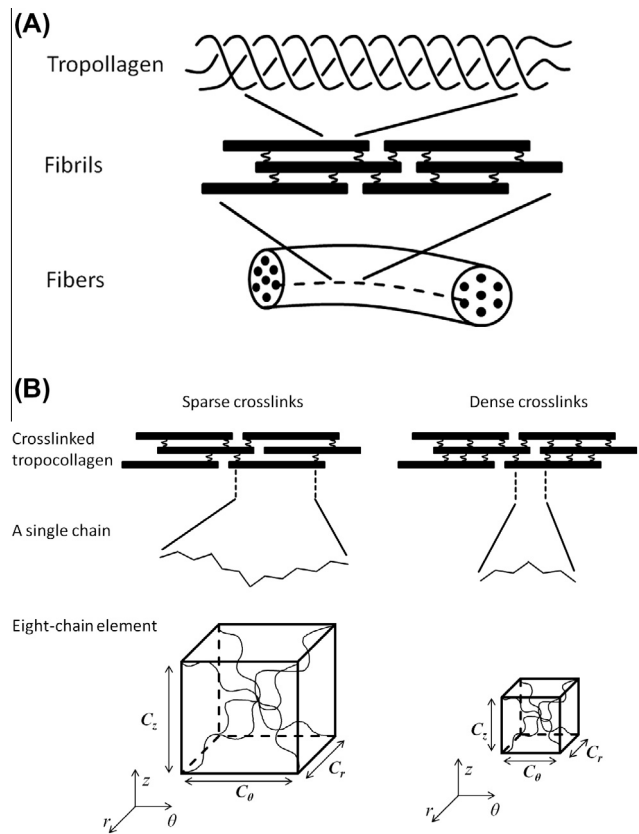 (A)
Tropollagen
Fibrils
Fibers
(B)
Sparse crosslinks
Dense crosslinks
Crosslinked
tropocollagen
A single chain
Eight-chain element
C_z
C_r
C_θ
z
r
θ
C_z
C_r
C_θ
z
r
θ